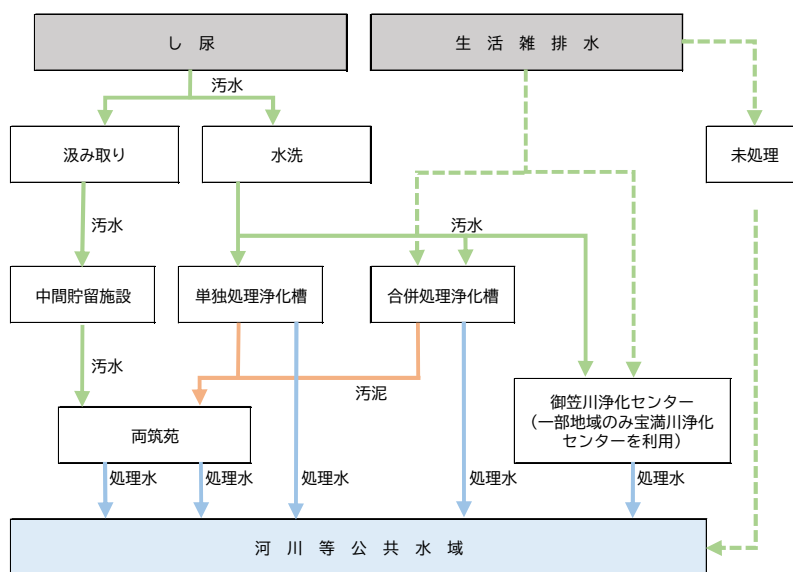 し 尿
生 活 雑 排 水
汚水
汲み取り
水洗
未処理
汚水
汚水
中間貯留施設
単独処理浄化槽
合併処理浄化槽
汚水
汚泥
御笠川浄化センター
(一部地域のみ宝満川浄化
センターを利用)
両筑苑
処理水
処理水
処理水
処理水
処理水
河 川 等 公 共 水 域